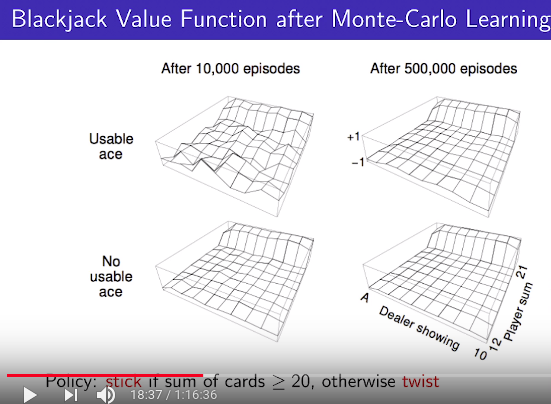 Blackjack Value Function after Monte-Carlo Learning
After 10,000 episodes
After 500,000 episodes
Usable
ace
+1
−1
No
usable
ace
A
Dealer showing
10
12
Player sum
21
Policy: stick if sum of cards ≥ 20, otherwise twist
18:37 / 1:16:36